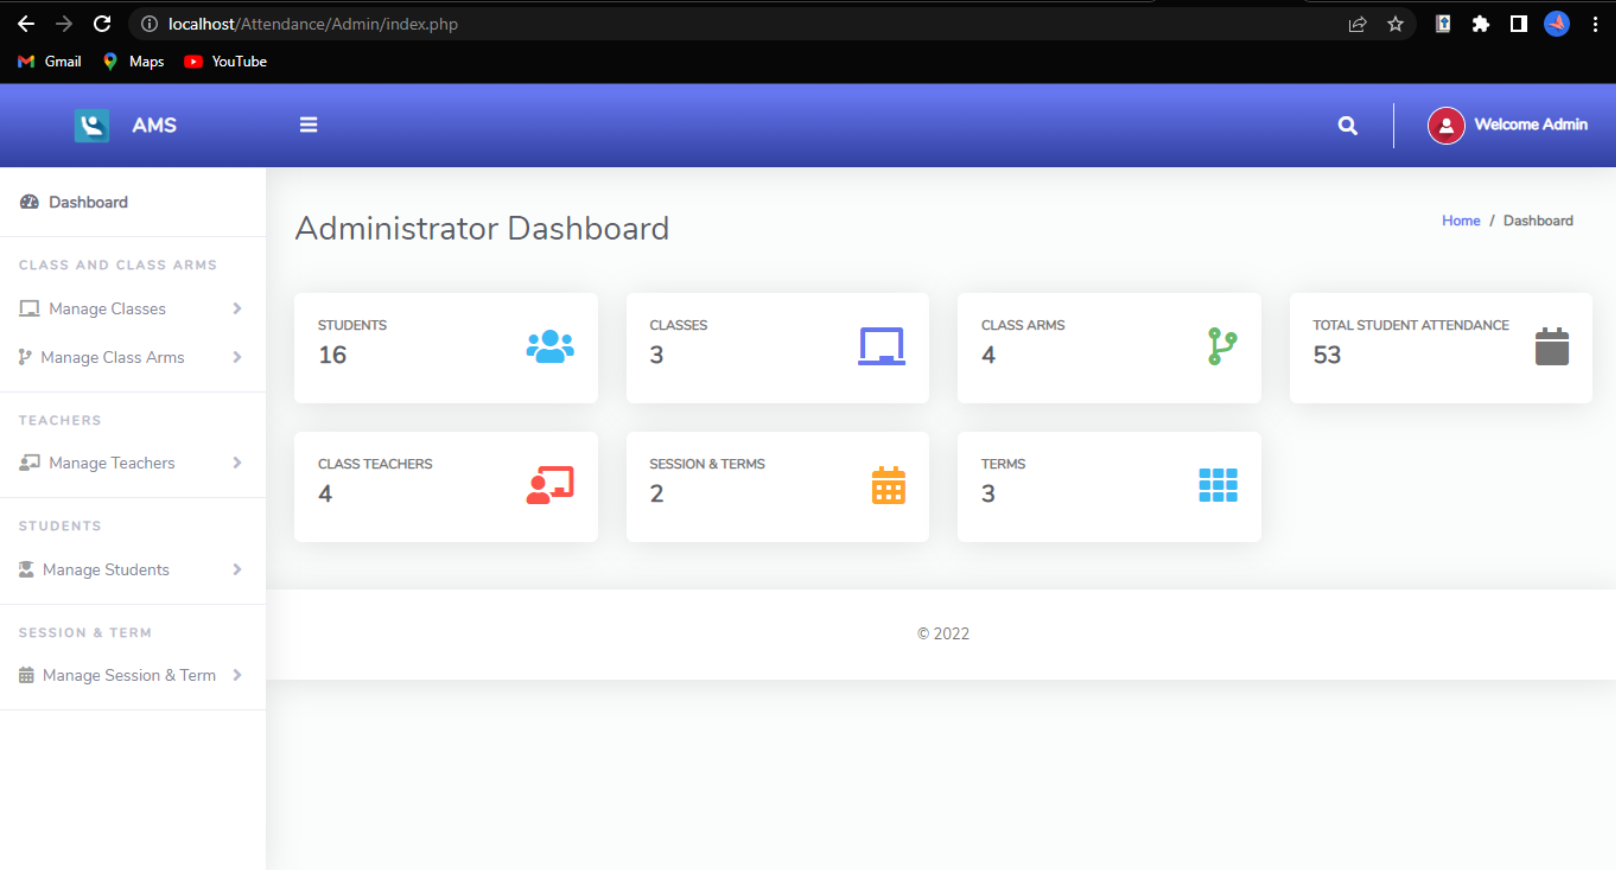 localhost/Attendance/Admin/index.php
Gmail Maps YouTube
AMS
Welcome Admin
Dashboard
CLASS AND CLASS ARMS
Manage Classes
Manage Class Arms
TEACHERS
Manage Teachers
STUDENTS
Manage Students
SESSION & TERM
Manage Session & Term
Administrator Dashboard
Home / Dashboard
STUDENTS
16
CLASSES
3
CLASS ARMS
4
TOTAL STUDENT ATTENDANCE
53
CLASS TEACHERS
4
SESSION & TERMS
2
TERMS
3
© 2022